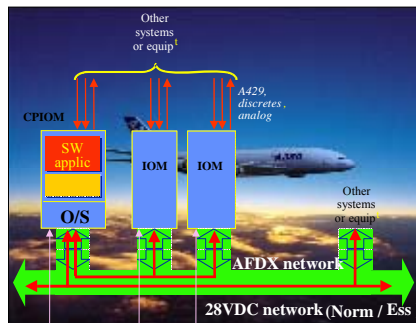 Other
systems
or equip t
A429,
discretes,
analog
CPIOM
SW
applic
O/S
IOM
IOM
Other
systems
or equip
AFDX network
28VDC network (Norm / Ess